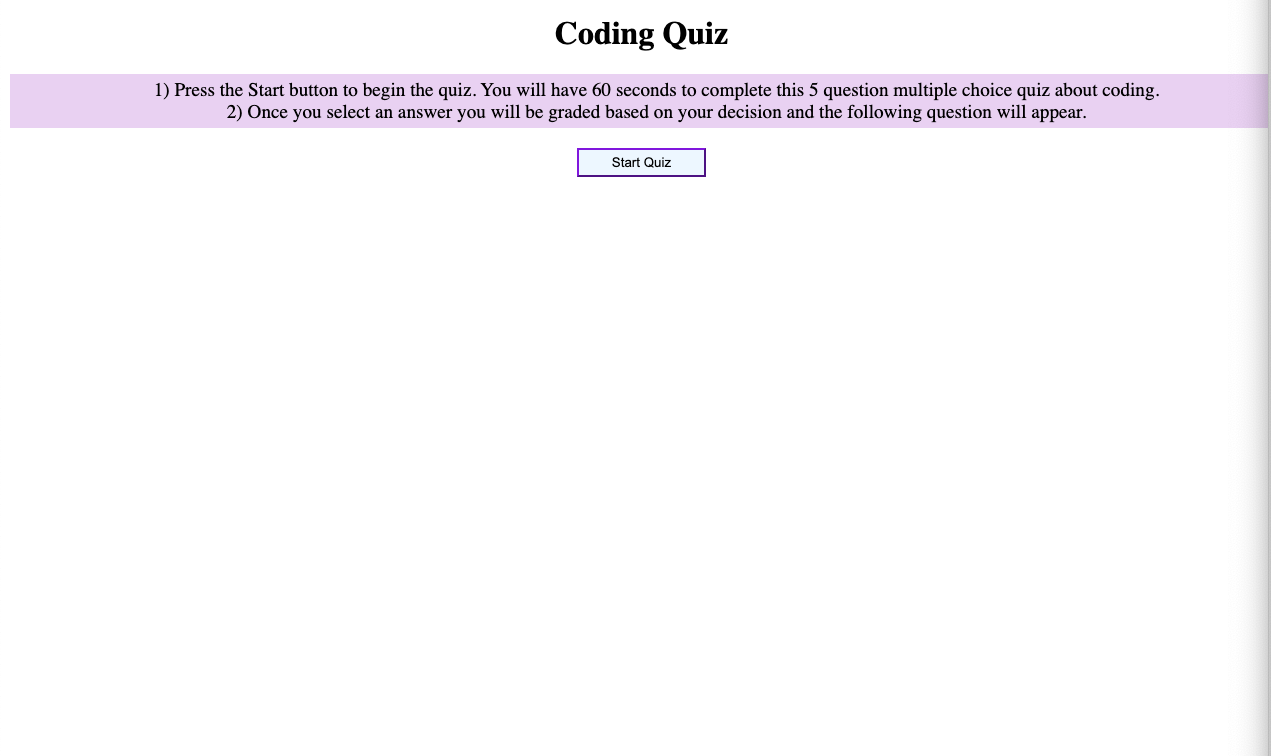 Coding Quiz
1) Press the Start button to begin the quiz. You will have 60 seconds to complete this 5 question multiple choice quiz about coding.
2) Once you select an answer you will be graded based on your decision and the following question will appear.
Start Quiz